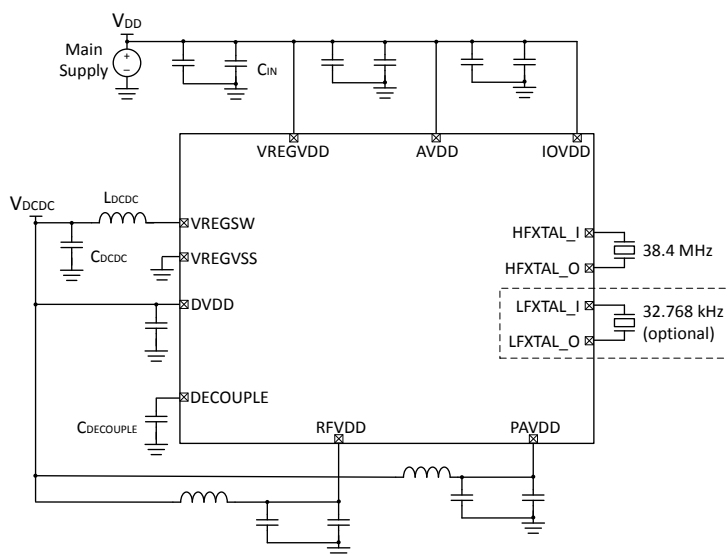 VDD
Main
Supply
+
−
CIN
VREGVDD
AVDD
IOVDD
VDCDC
LDCDC
VREGSW
CDCDC
VREGVSS
DVDD
DECOUPLE
CDECOUPLE
HFXTAL_I
38.4 MHz
HFXTAL_O
LFXTAL_I
32.768 kHz
(optional)
LFXTAL_O
RFVDD
PAVDD